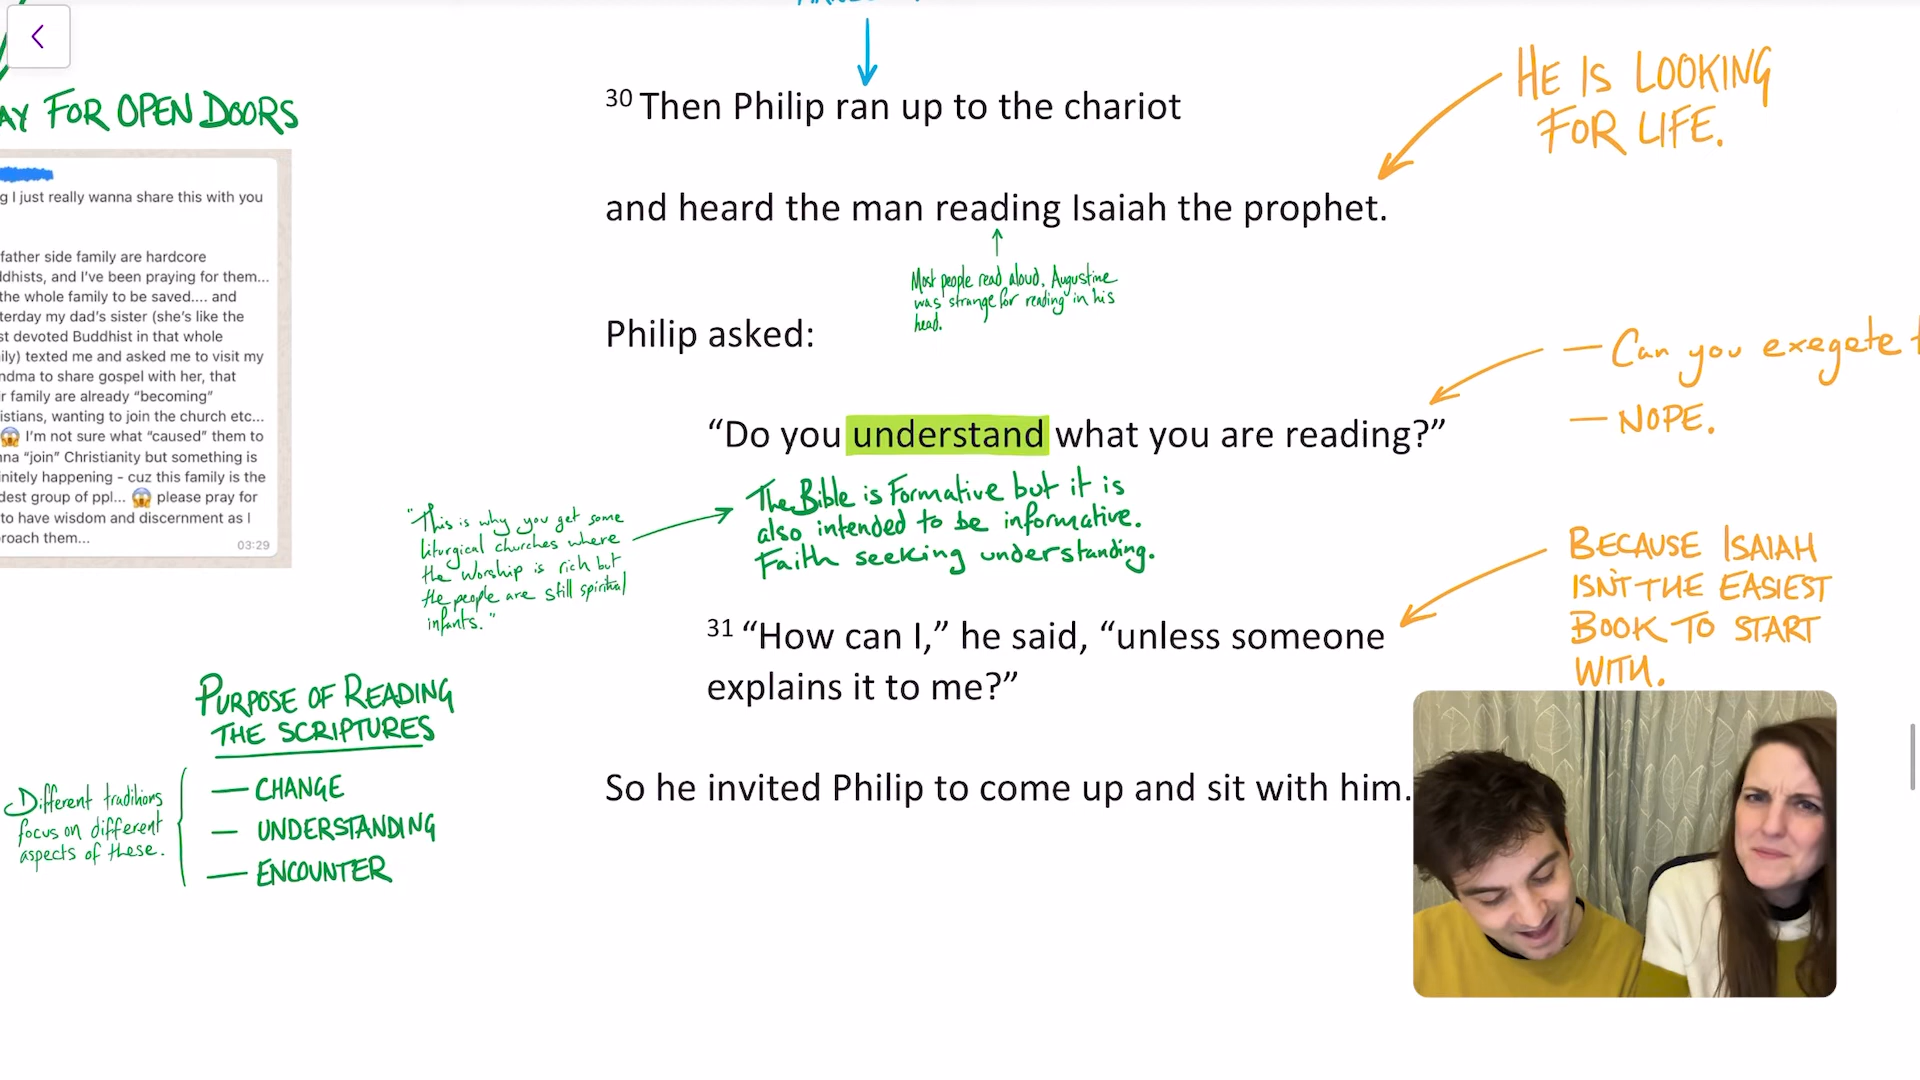 AY FOR OPEN DOORS
g I just really wanna share this with you
father side family are hardcore
ldhists, and I've been praying for them...
the whole family to be saved.... and
terday my dad's sister (she's like the
st devoted Buddhist in that whole
ily) texted me and asked me to visit my
ndma to share gospel with her, that
ir family are already "becoming"
istians, wanting to join the church etc...
😱 I'm not sure what "caused" them to
nna "join" Christianity but something is
initely happening - cuz this family is the
dest group of ppl... 😱 please pray for
to have wisdom and discernment as I
roach them...
03:29
30 Then Philip ran up to the chariot
HE IS LOOKING
FOR LIFE.
and heard the man reading Isaiah the prophet.
Most people read aloud, Augustine
was strange for reading in his
head.
Philip asked:
— Can you exegete
— NOPE.
“Do you understand what you are reading?”
The Bible is Formative but it is
also intended to be informative.
Faith seeking understanding.
"This is why you get some
liturgical churches where
the worship is rich but
the people are still spiritual
infants."
BECAUSE ISAIAH
ISN'T THE EASIEST
BOOK TO START
WITH.
31 “How can I,” he said, “unless someone
explains it to me?”
PURPOSE OF READING
THE SCRIPTURES
— CHANGE
— UNDERSTANDING
— ENCOUNTER
Different traditions
focus on different
aspects of these.
So he invited Philip to come up and sit with him.